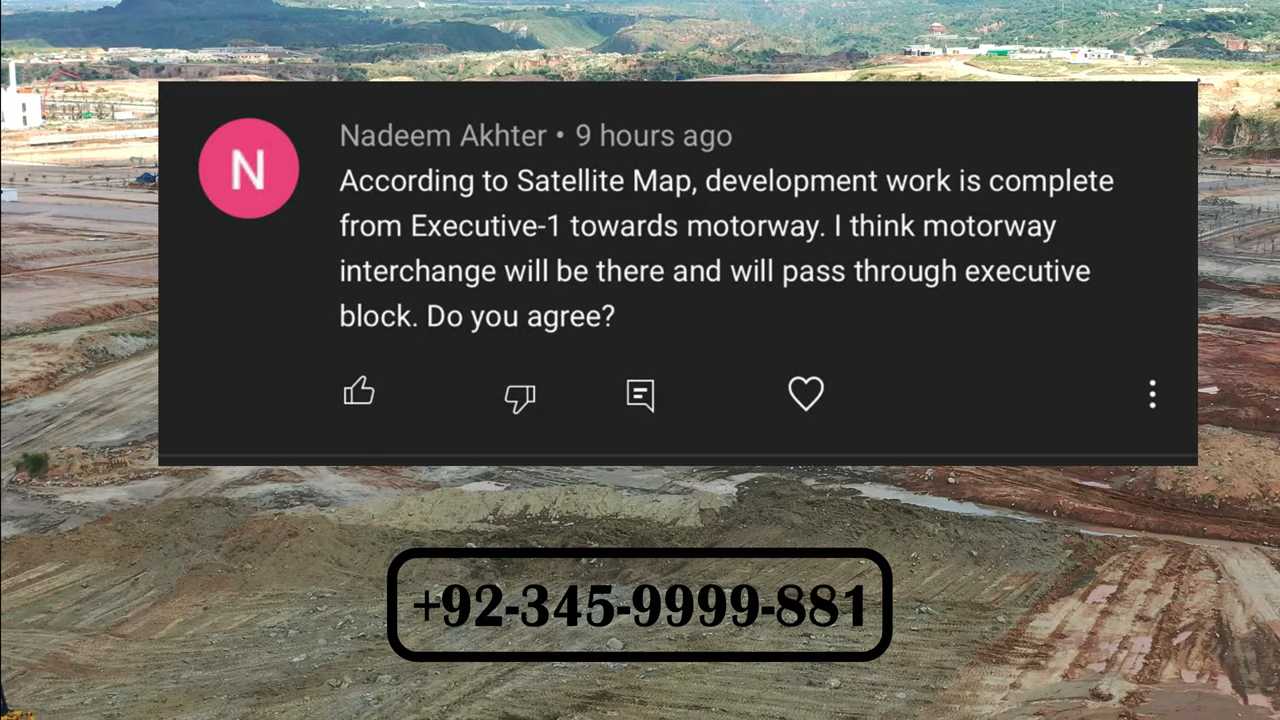 N
Nadeem Akhter • 9 hours ago
According to Satellite Map, development work is complete
from Executive-1 towards motorway. I think motorway
interchange will be there and will pass through executive
block. Do you agree?
+92-345-9999-881